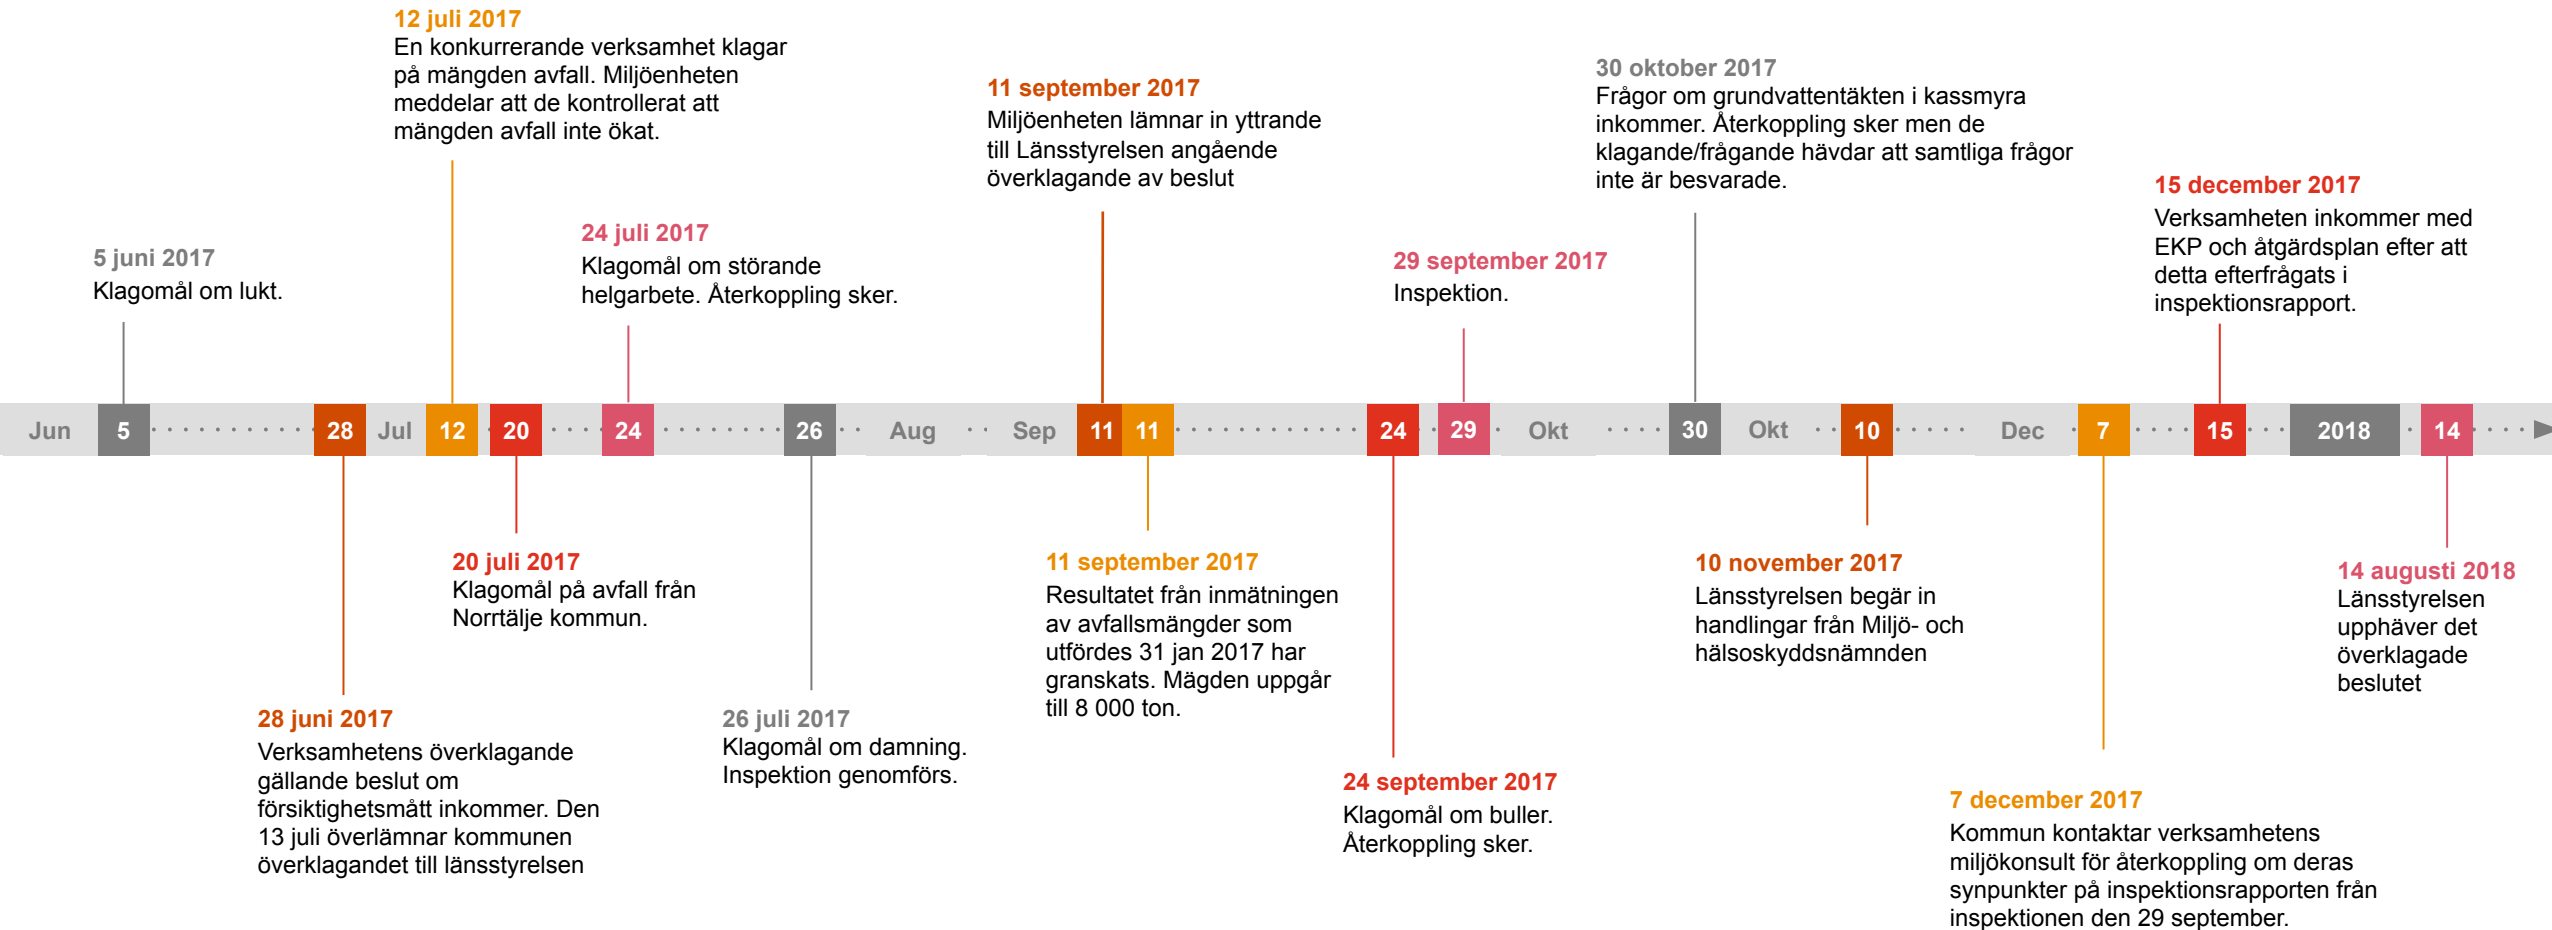 12 juli 2017
En konkurrerande verksamhet klagar
på mängden avfall. Miljöenheten
meddelar att de kontrollerat att
mängden avfall inte ökat.
11 september 2017
Miljöenheten lämnar in yttrande
till Länsstyrelsen angående
överklagande av beslut
30 oktober 2017
Frågor om grundvattentäkten i kassmyra
inkommer. Återkoppling sker men de
klagande/frågande hävdar att samtliga frågor
inte är besvarade.
15 december 2017
Verksamheten inkommer med
EKP och åtgärdsplan efter att
detta efterfrågats i
inspektionsrapport.
5 juni 2017
Klagomål om lukt.
24 juli 2017
Klagomål om störande
helgarbete. Återkoppling sker.
29 september 2017
Inspektion.
Jun 5 28 Jul 12 20 24 26 Aug Sep 11 11 24 29 Okt 30 Okt 10 Dec 7 15 2018 14
20 juli 2017
Klagomål på avfall från
Norrtälje kommun.
11 september 2017
Resultatet från inmätningen
av avfallsmängder som
utfördes 31 jan 2017 har
granskats. Mägden uppgår
till 8 000 ton.
10 november 2017
Länsstyrelsen begär in
handlingar från Miljö- och
hälsoskyddsnämnden
14 augusti 2018
Länsstyrelsen
upphäver det
överklagade
beslutet
28 juni 2017
Verksamhetens överklagande
gällande beslut om
försiktighetsmått inkommer. Den
13 juli överlämnar kommunen
överklagandet till länsstyrelsen
26 juli 2017
Klagomål om damning.
Inspektion genomförs.
24 september 2017
Klagomål om buller.
Återkoppling sker.
7 december 2017
Kommun kontaktar verksamhetens
miljökonsult för återkoppling om deras
synpunkter på inspektionsrapporten från
inspektionen den 29 september.